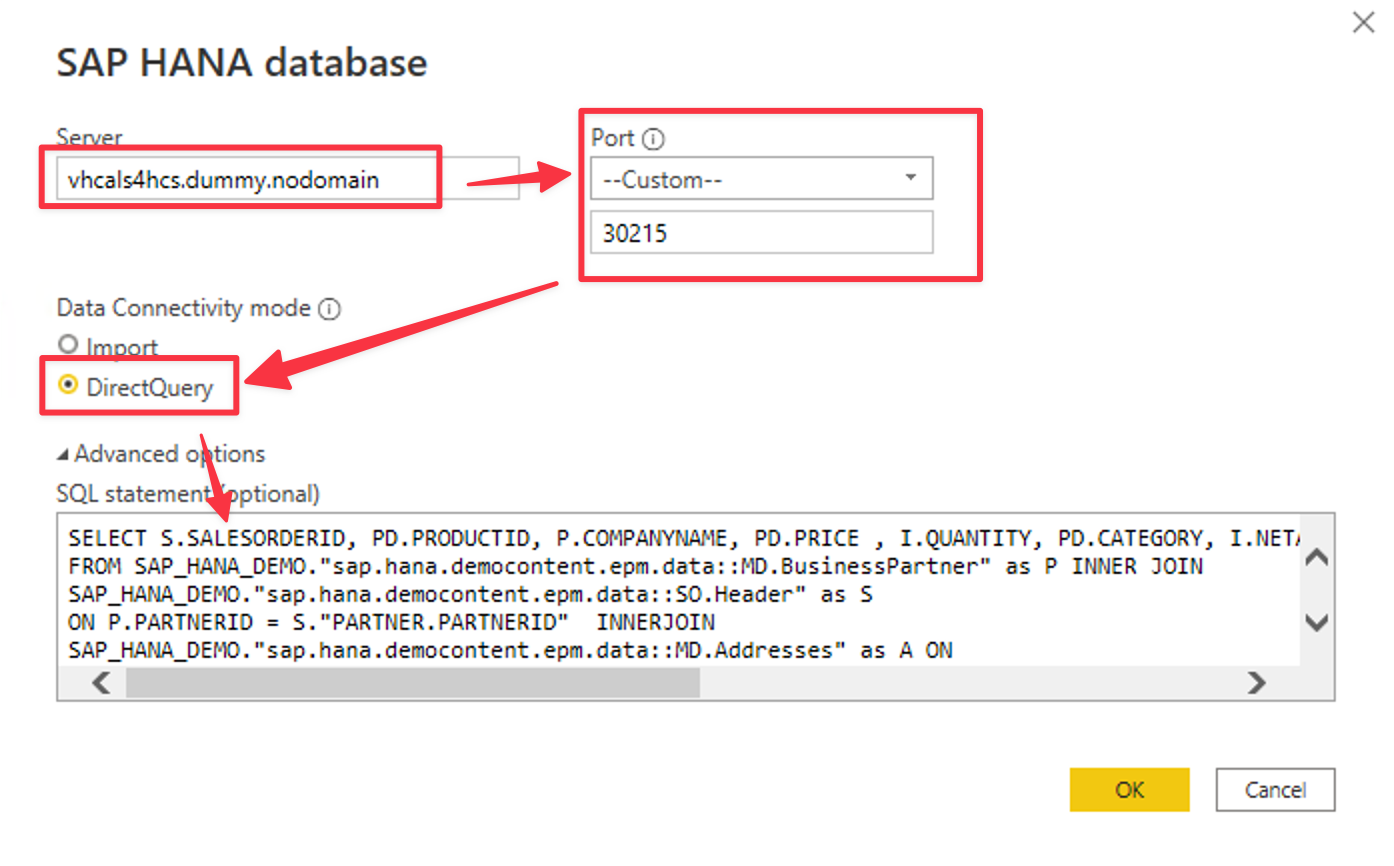 SAP HANA database
Server
Port
vhcals4hcs.dummy.nodomain
--Custom--
30215
Data Connectivity mode
Import
DirectQuery
Advanced options
SQL statement (optional)
SELECT S.SALESORDERID, PD.PRODUCTID, P.COMPANYNAME, PD.PRICE , I.QUANTITY, PD.CATEGORY,
FROM SAP_HANA_DEMO."sap.hana.democontent.epm.data::MD.BusinessPartner" as P INNER JOIN
SAP_HANA_DEMO."sap.hana.democontent.epm.data::SO.Header" as S
ON P.PARTNERID = S."PARTNER.PARTNERID" INNERJOIN
SAP_HANA_DEMO."sap.hana.democontent.epm.data::MD.Addresses" as A ON
OK
Cancel